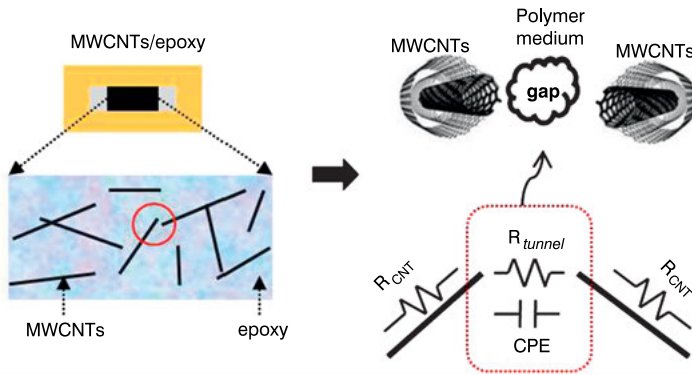 MWCNTs/epoxy
MWCNTs
epoxy
Polymer
medium
MWCNTs
MWCNTs
gap
R_tunnel
R_CNT
R_CNT
CPE